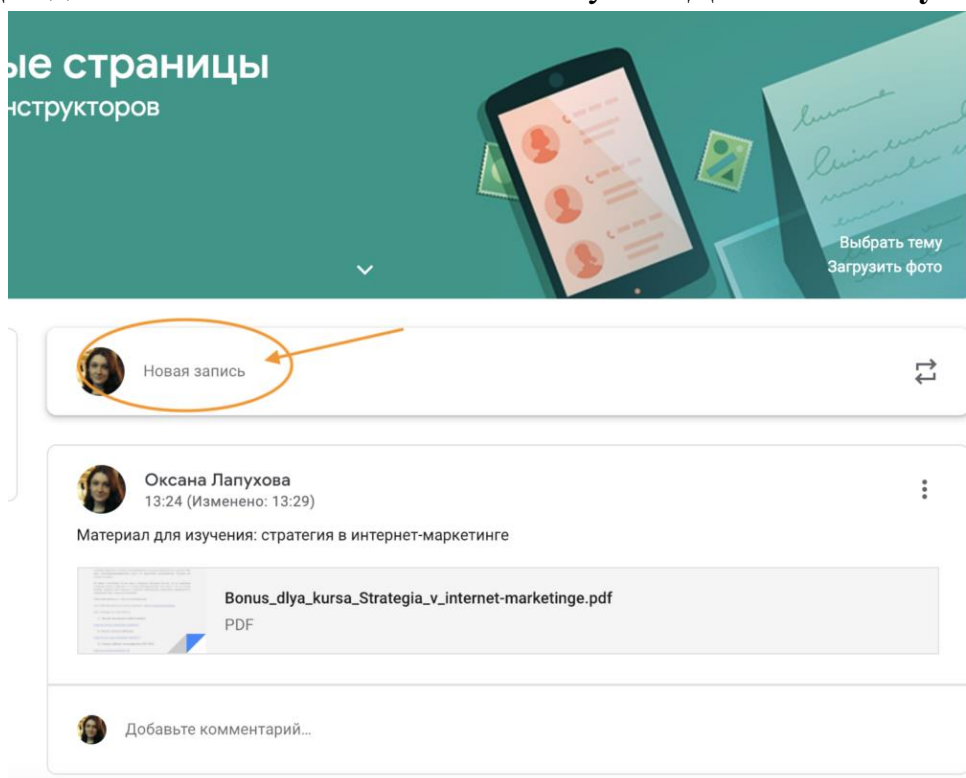 ые страницы
нструкторов
Выбрать тему
Загрузить фото
Новая запись
Оксана Лапухова
13:24 (Изменено: 13:29)
Материал для изучения: стратегия в интернет-маркетинге
Bonus_dlya_kursa_Strategia_v_internet-marketinge.pdf
PDF
Добавьте комментарий...